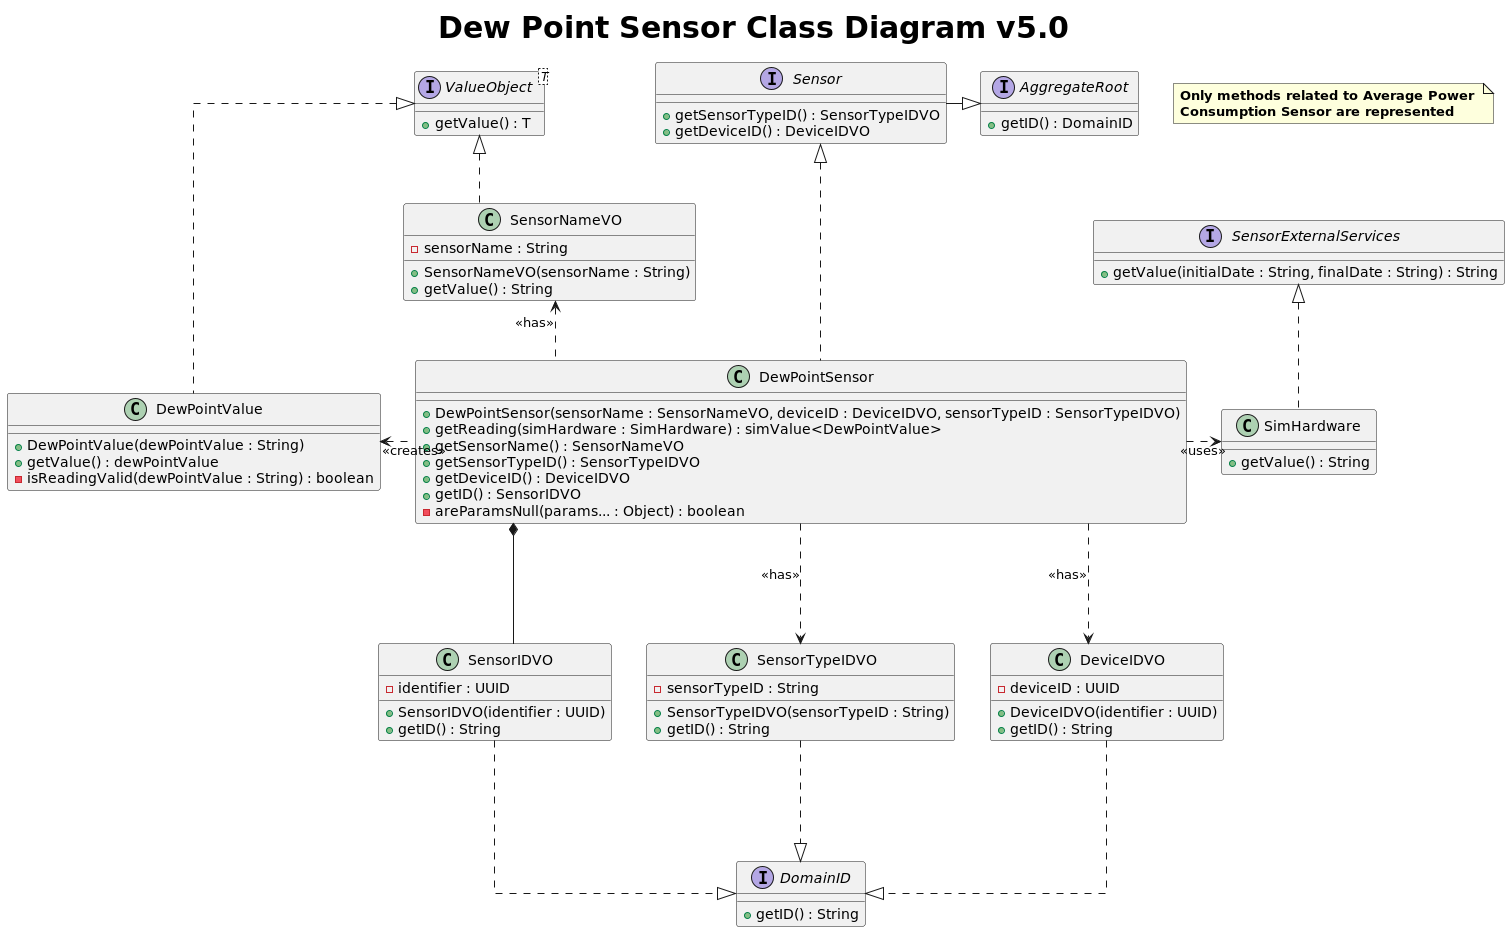 Dew Point Sensor Class Diagram v5.0
I ValueObject T
getValue() : T
I Sensor
getSensorTypeID() : SensorTypeIDVO
getDeviceID() : DeviceIDVO
I AggregateRoot
getID() : DomainID
Only methods related to Average Power
Consumption Sensor are represented
C SensorNameVO
sensorName : String
SensorNameVO(sensorName : String)
getValue() : String
I SensorExternalServices
getValue(initialDate : String, finalDate : String) : String
«has»
C DewPointValue
DewPointValue(dewPointValue : String)
getValue() : dewPointValue
isReadingValid(dewPointValue : String) : boolean
«creates»
C DewPointSensor
DewPointSensor(sensorName : SensorNameVO, deviceID : DeviceIDVO, sensorTypeID : SensorTypeIDVO)
getReading(simHardware : SimHardware) : simValue<DewPointValue>
getSensorName() : SensorNameVO
getSensorTypeID() : SensorTypeIDVO
getDeviceID() : DeviceIDVO
getID() : SensorIDVO
areParamsNull(params... : Object) : boolean
«uses»
C SimHardware
getValue() : String
«has»
«has»
C SensorIDVO
identifier : UUID
SensorIDVO(identifier : UUID)
getID() : String
C SensorTypeIDVO
sensorTypeID : String
SensorTypeIDVO(sensorTypeID : String)
getID() : String
C DeviceIDVO
deviceID : UUID
DeviceIDVO(identifier : UUID)
getID() : String
I DomainID
getID() : String